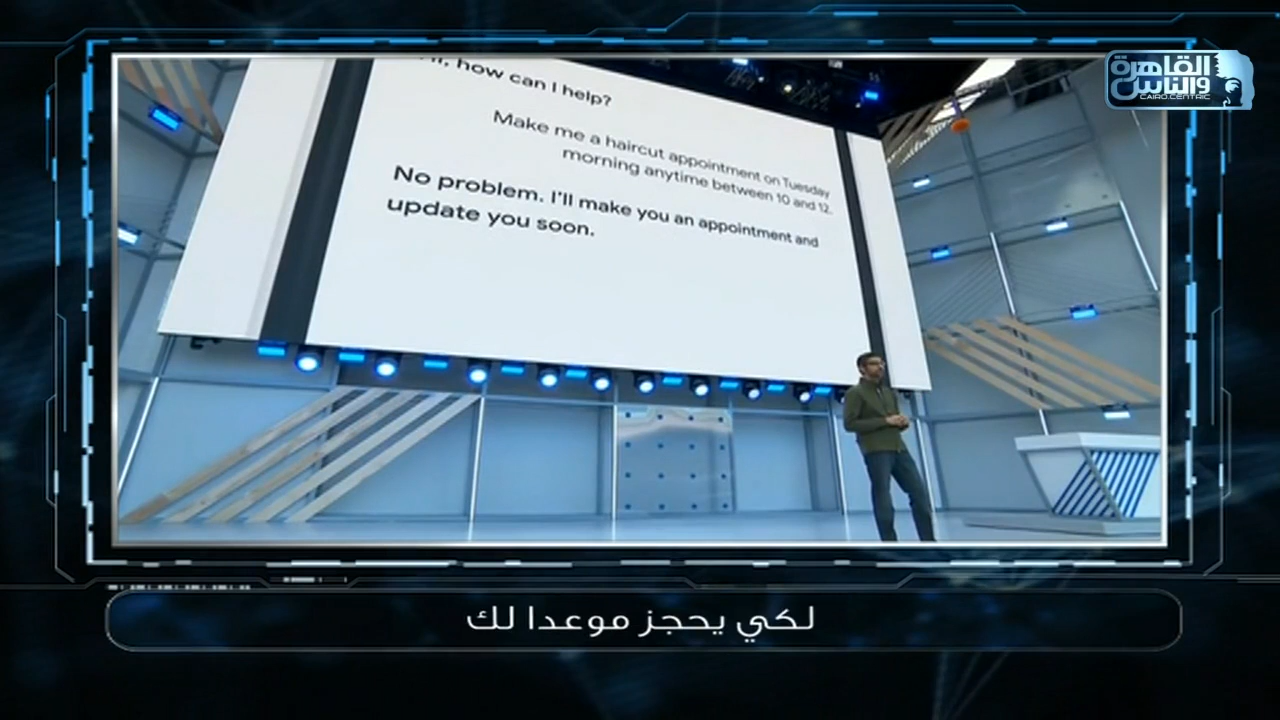 القاهرة
والناس
CAIRO.CENTRIC
how can I help?
Make me a haircut appointment on Tuesday
morning anytime between 10 and 12.
No problem. I'll make you an appointment and
update you soon.
لكي يحجز موعدا لك